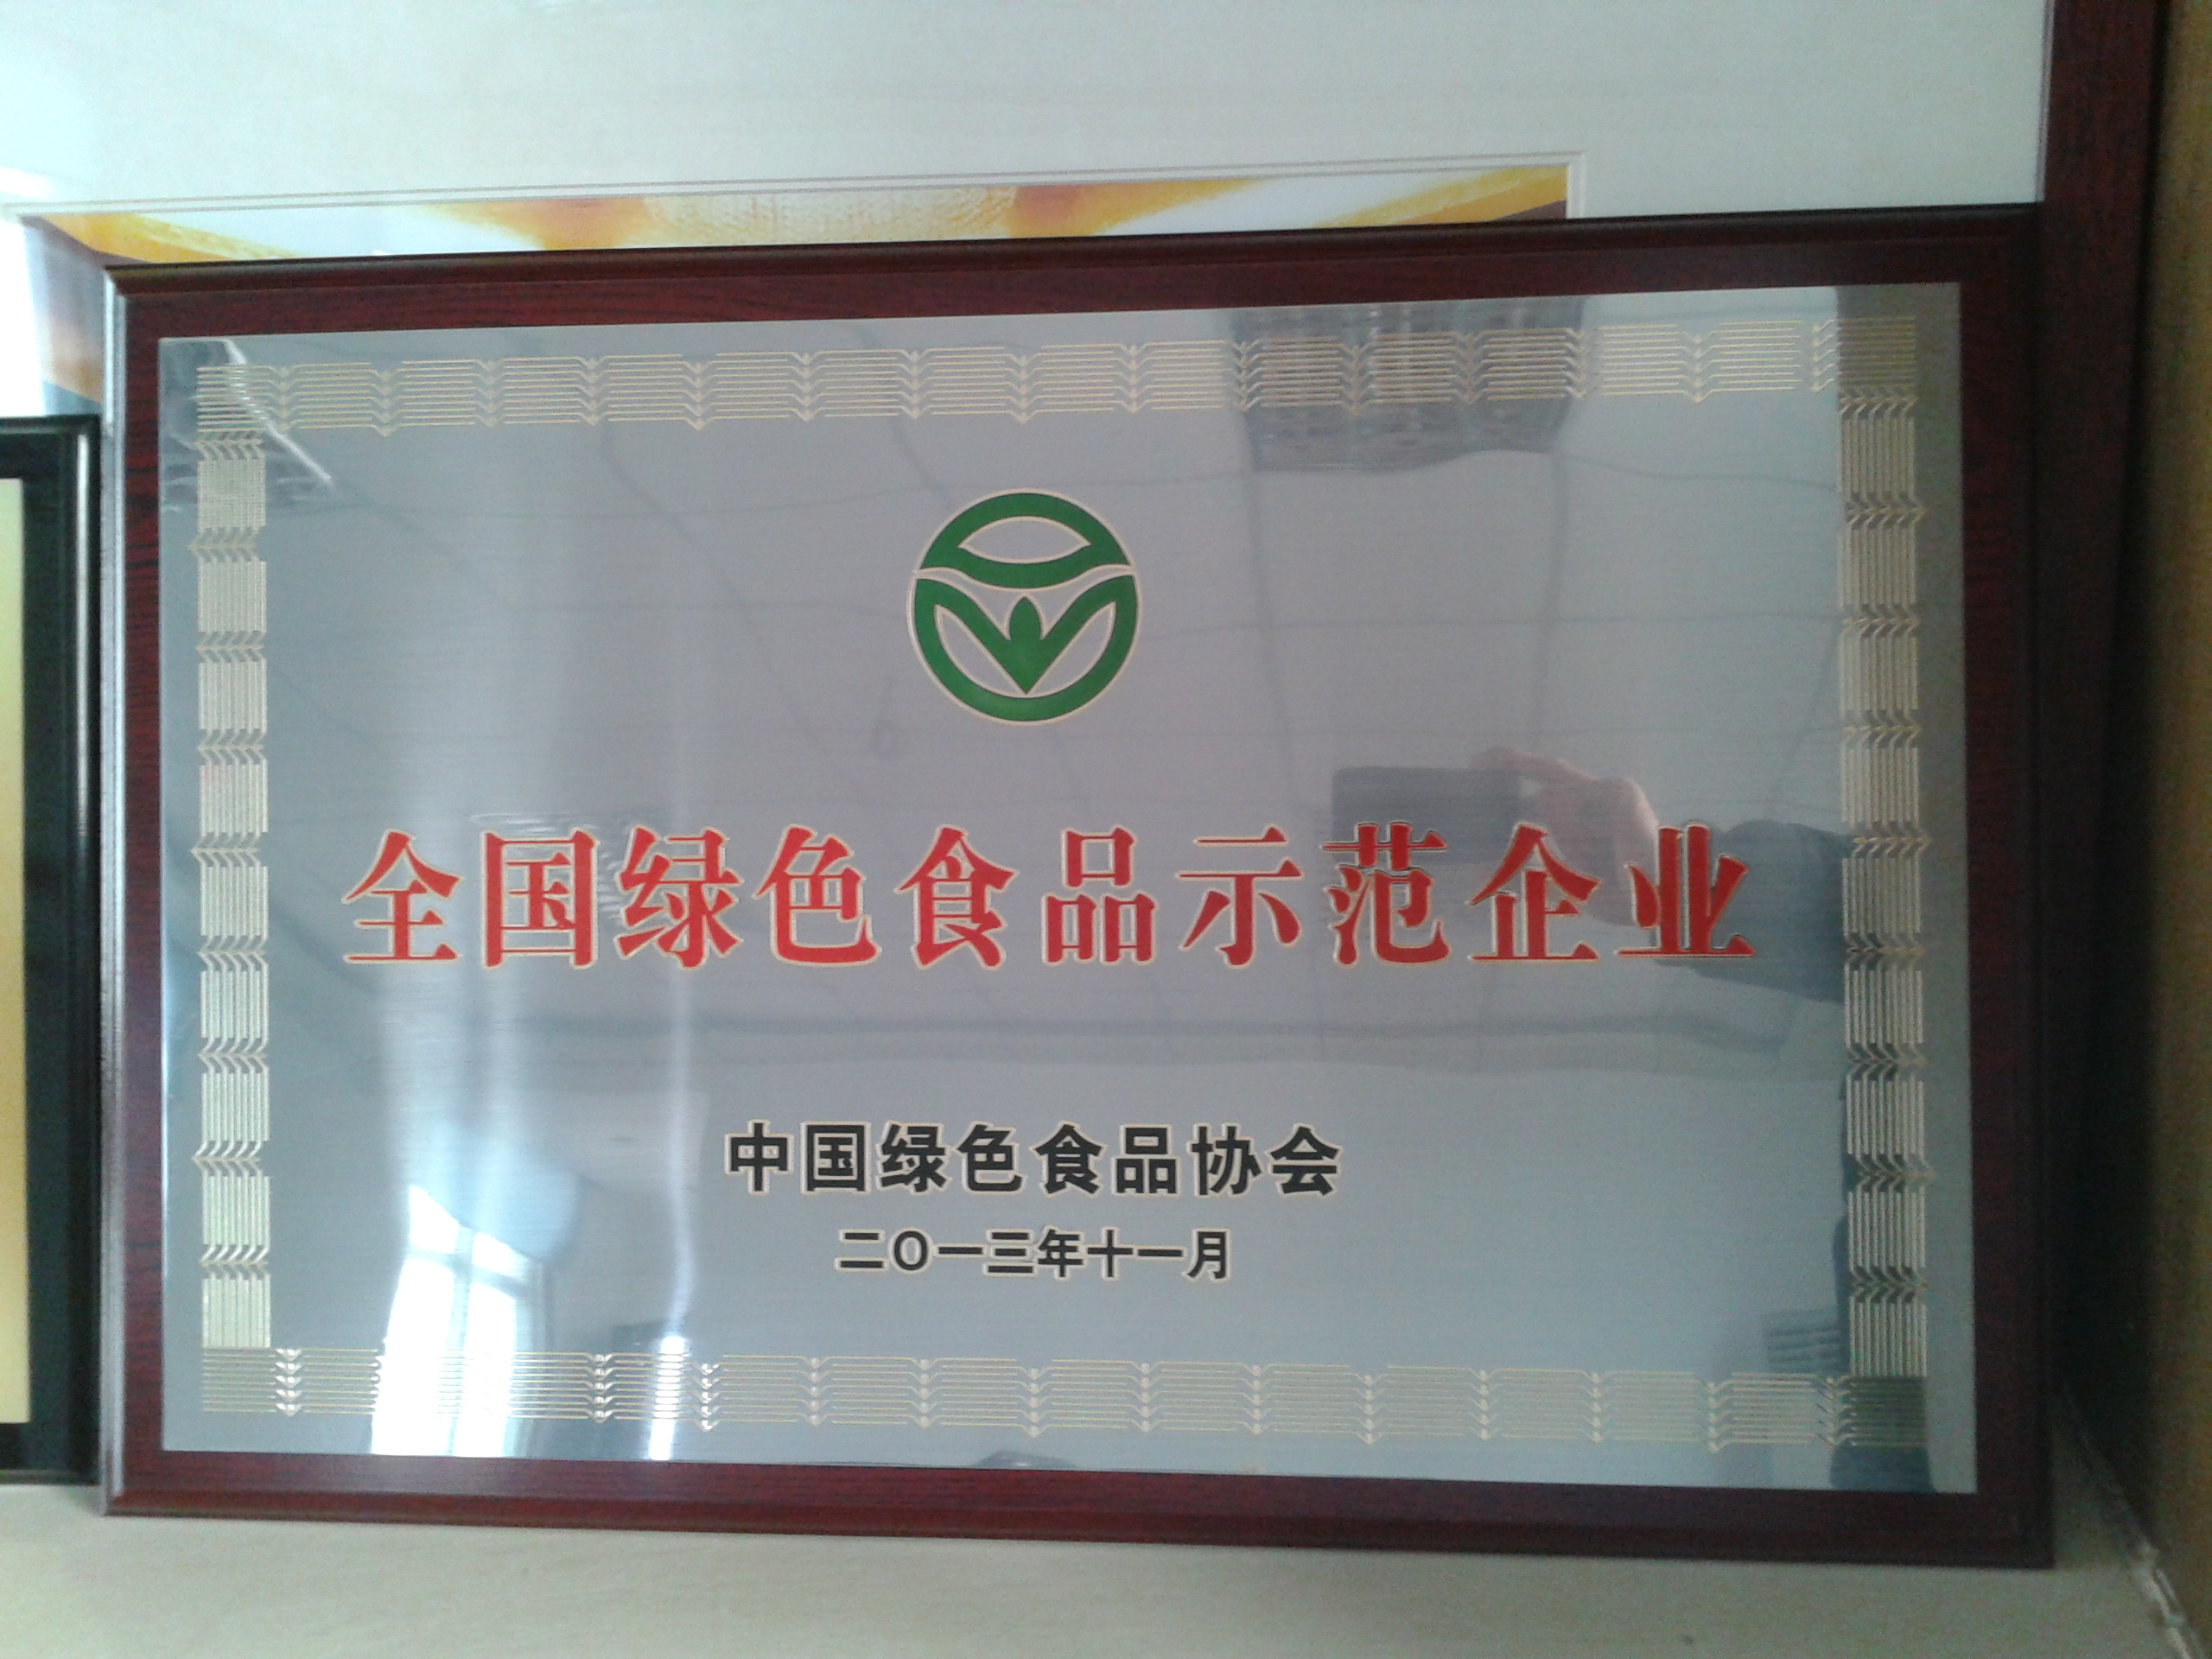 全国绿色食品示范企业
中国绿色食品协会
二〇一三年十一月